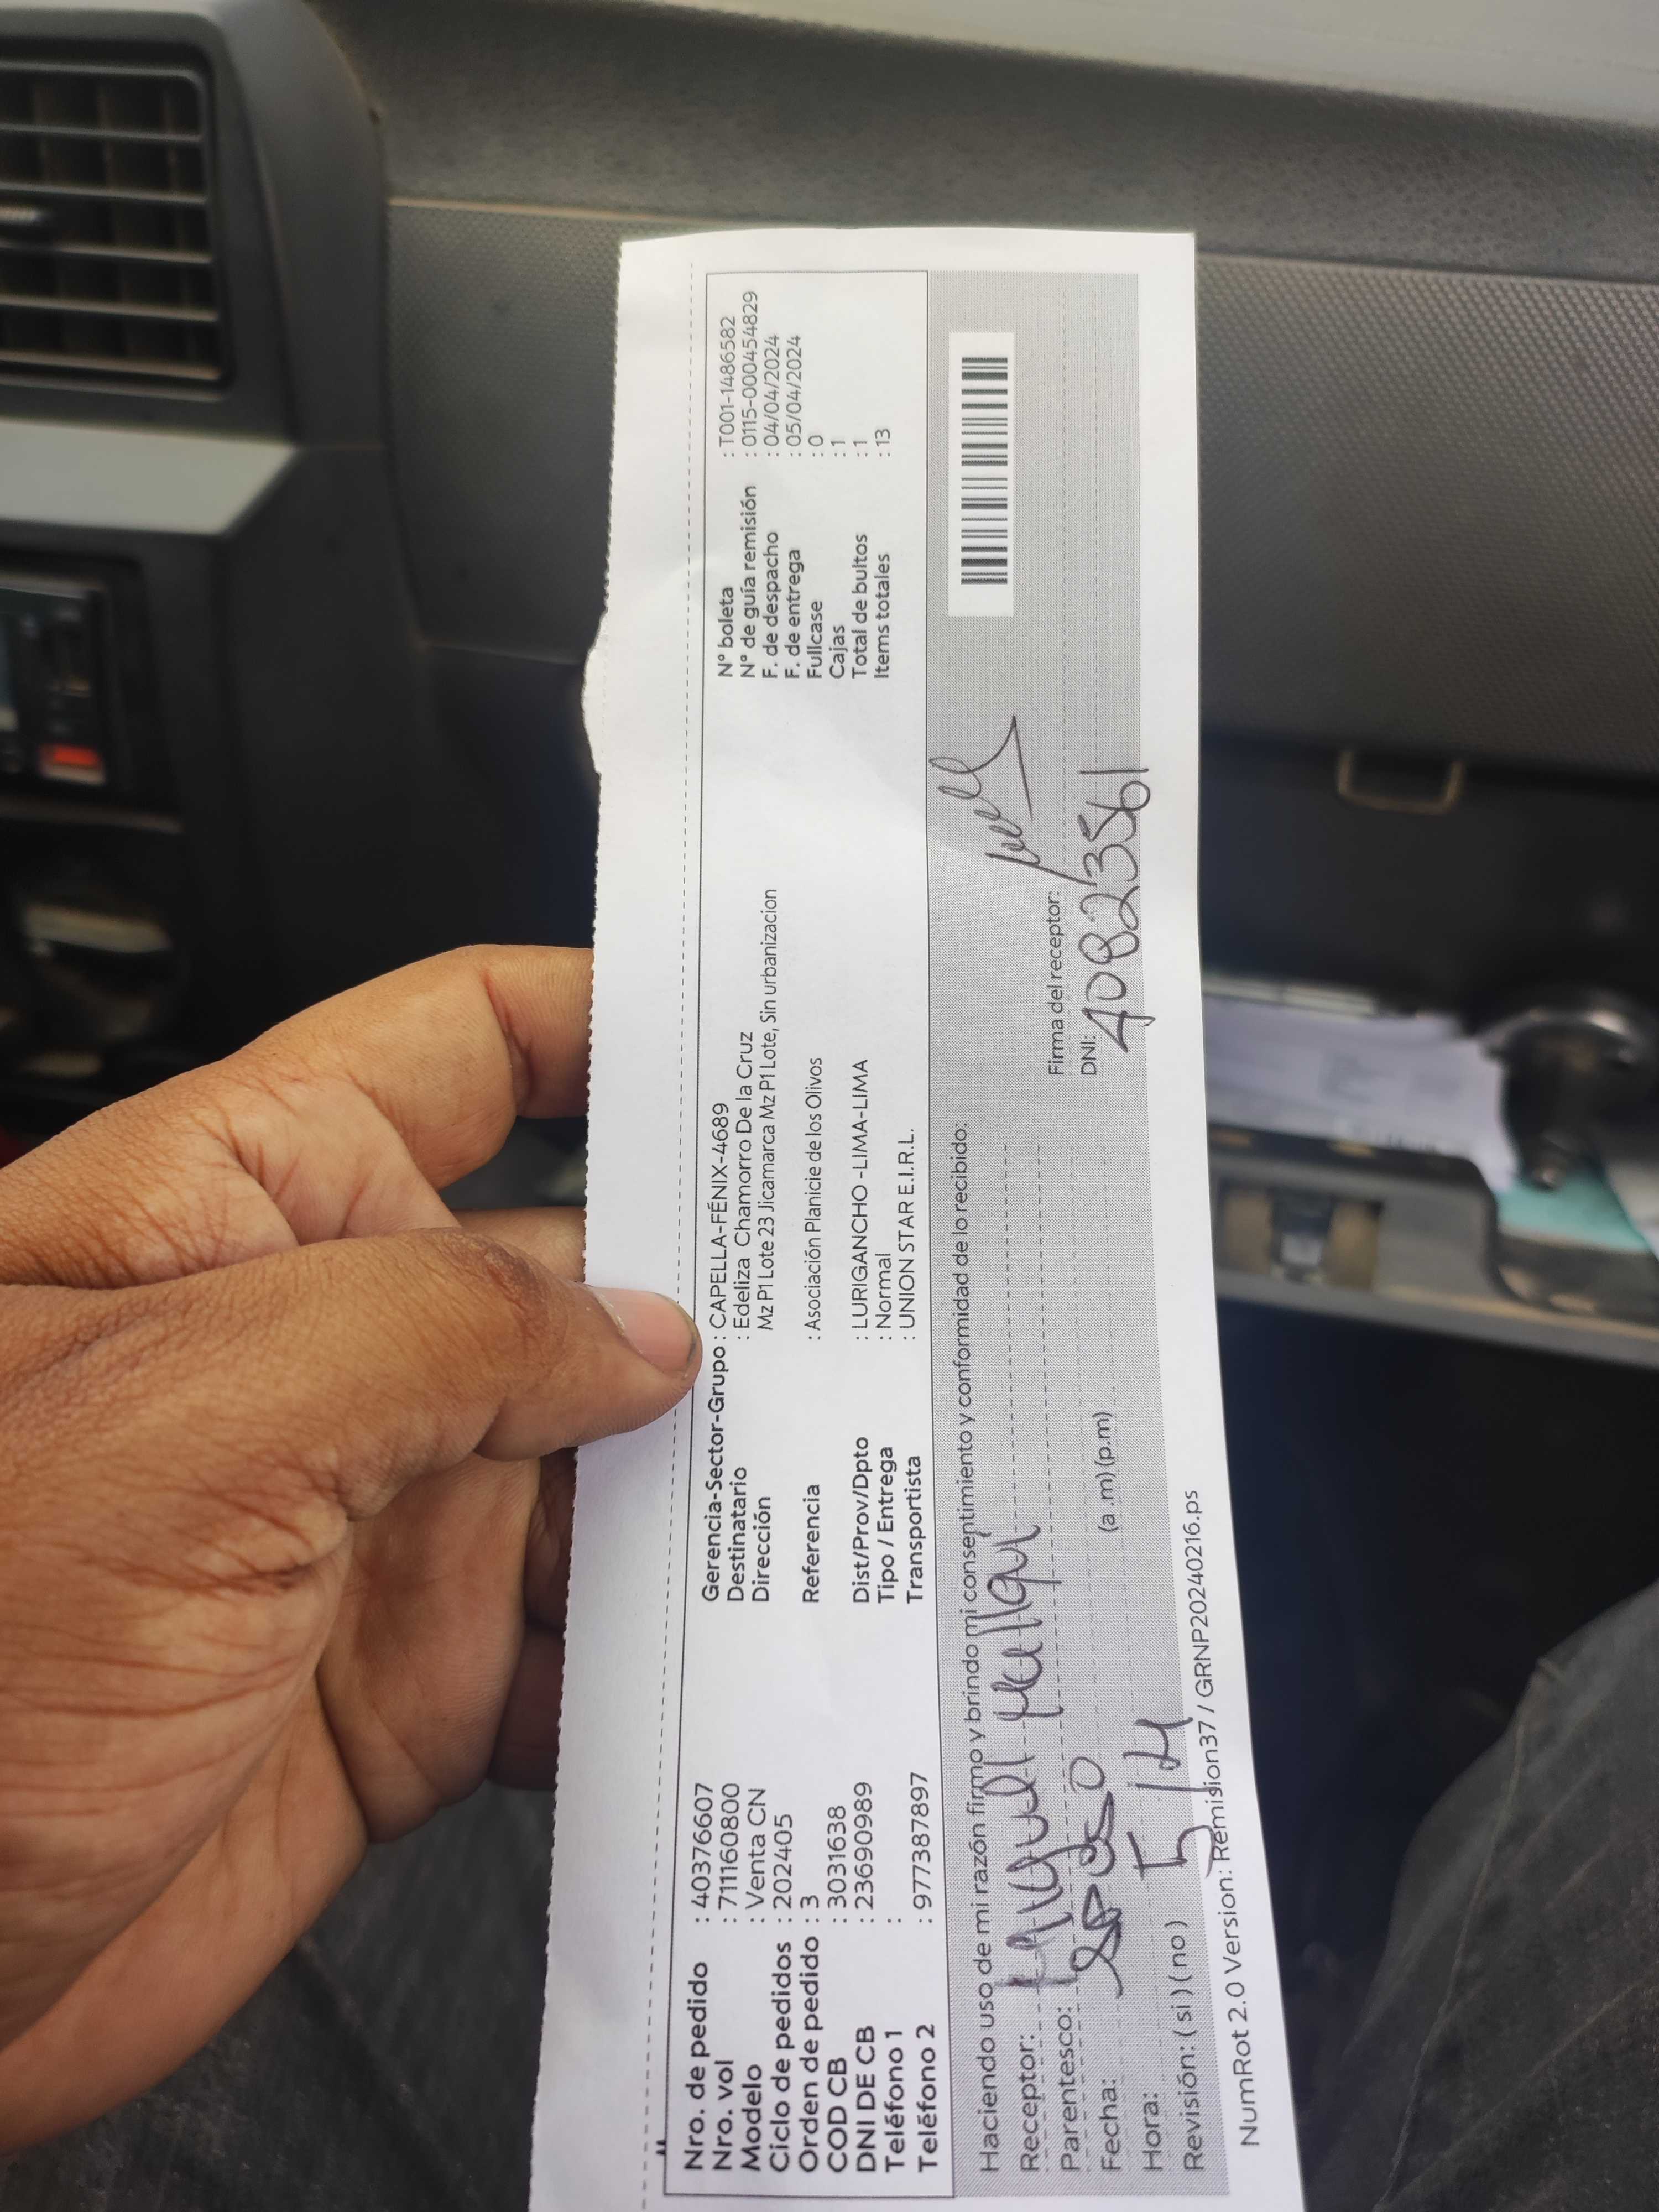 Nro. de pedido : 40376607
Nro. vol : 711160800
Modelo : Venta CN
Ciclo de pedidos : 202405
Orden de pedido : 3
COD CB : 3031638
DNI DE CB : 23690989
Teléfono 1 :
Teléfono 2 : 977387897
Gerencia-Sector-Grupo : CAPELLA-FÉNIX-4689
Destinatario : Edeliza Chamorro De la Cruz
Dirección Mz P1 Lote 23 Jicamarca Mz P1 Lote, Sin urbanizacion
Referencia : Asociación Planicie de los Olivos
Dist/Prov/Dpto : LURIGANCHO -LIMA-LIMA
Tipo / Entrega : Normal
Transportista : UNION STAR E.I.R.L.
N° boleta : T001-1486582
N° de guía remisión : 0115-000454829
F. de despacho : 04/04/2024
F. de entrega : 05/04/2024
Fullcase : 0
Cajas : 1
Total de bultos : 1
Items totales : 13
Haciendo uso de mi razón firmo y brindo mi consentimiento y conformidad de lo recibido:
Receptor: Miguel
Parentesco: esposo
Fecha: 5/4
Hora: (a .m) (p.m)
Revisión: ( si ) ( no )
Firma del receptor:
DNI: 40823561
NumRot 2.0 Version: Remision37 / GRNP20240216.ps